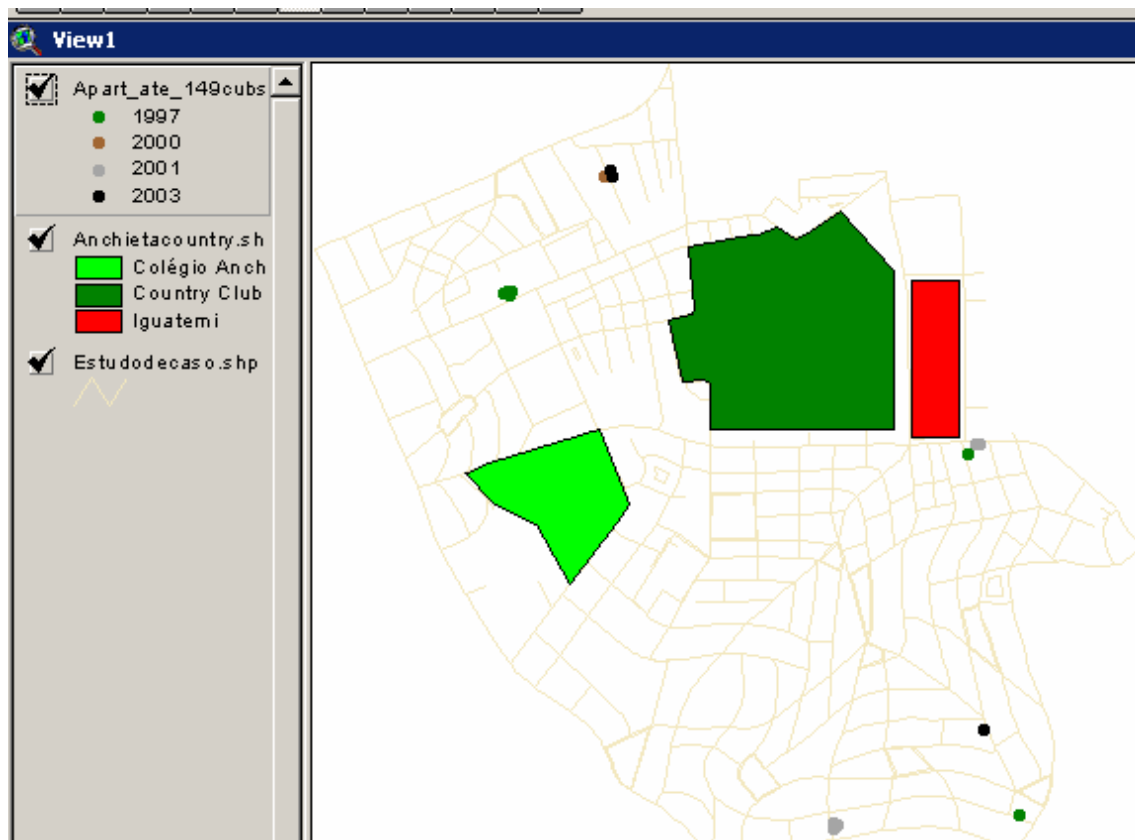 View1
Apart_ate_149cubs
1997
2000
2001
2003
Anchietacountry.sh
Colégio Anch
Country Club
Iguatemi
Estudodecaso.shp